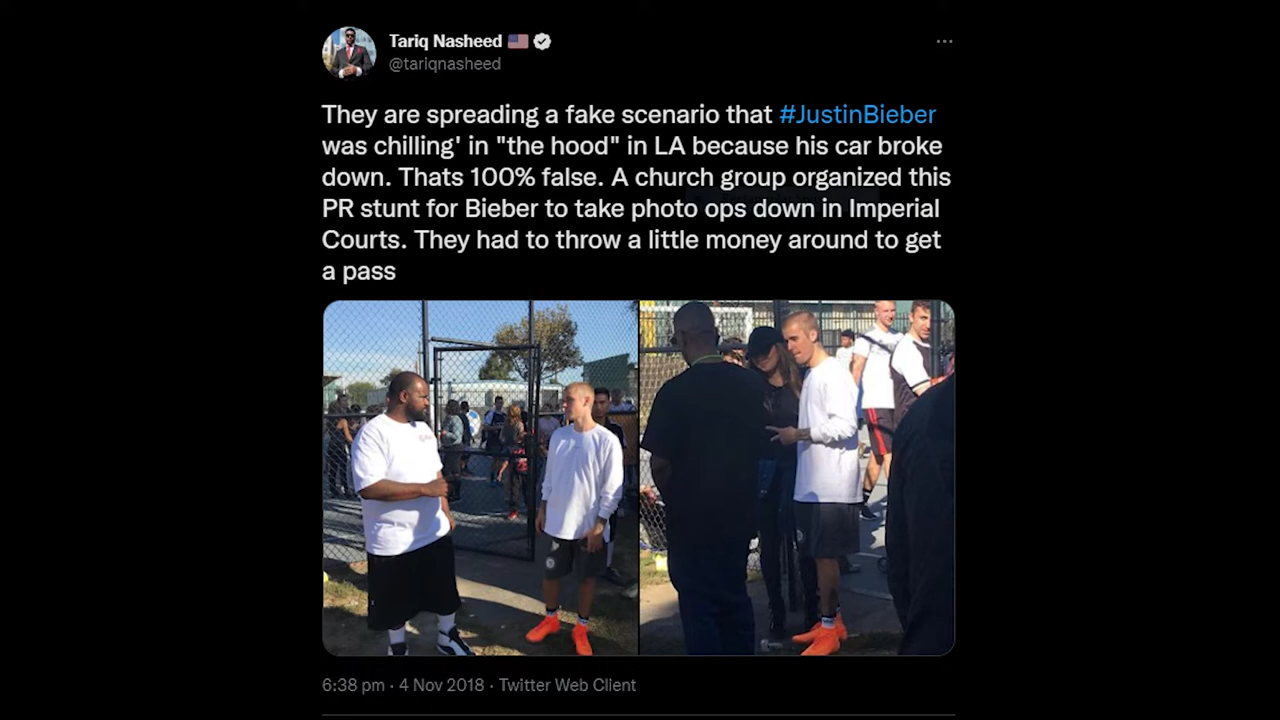 Tariq Nasheed 🇺🇸
@tariqnasheed
They are spreading a fake scenario that #JustinBieber
was chilling' in "the hood" in LA because his car broke
down. Thats 100% false. A church group organized this
PR stunt for Bieber to take photo ops down in Imperial
Courts. They had to throw a little money around to get
a pass
6:38 pm · 4 Nov 2018 · Twitter Web Client